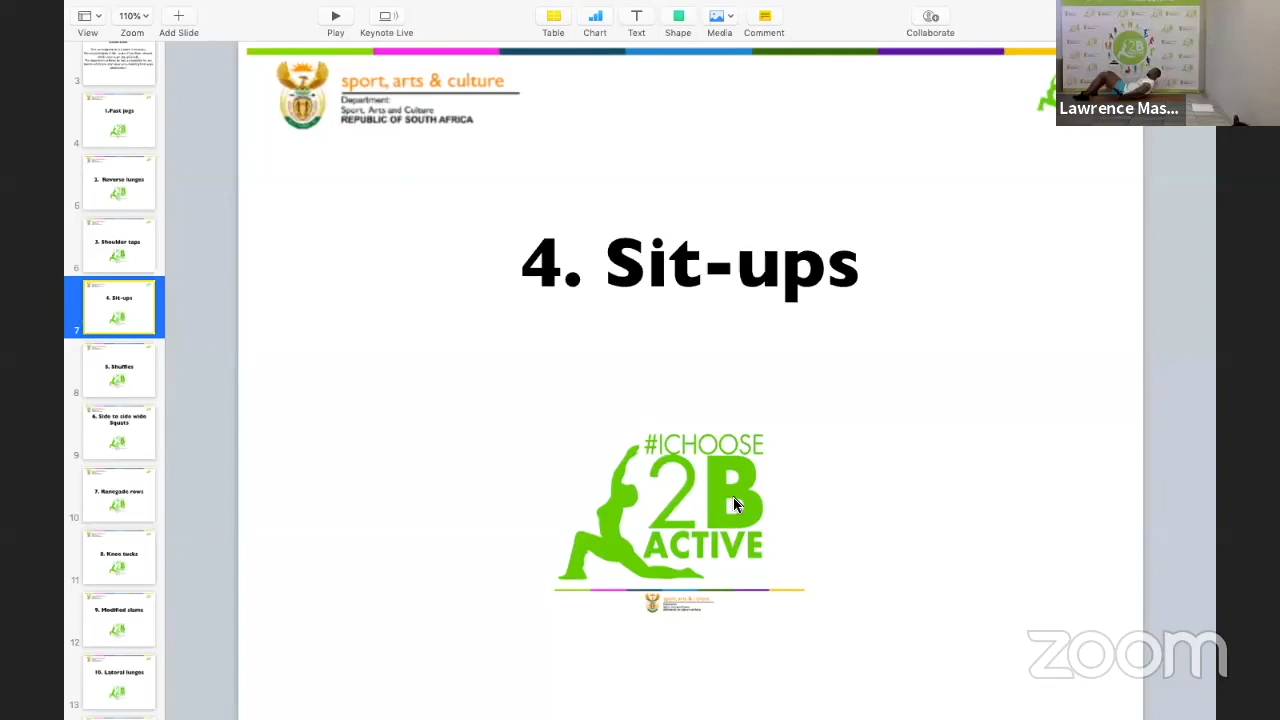 View
110%
Zoom
Add Slide
Play
Keynote Live
Table
Chart
Text
Shape
Media
Comment
Collaborate
3
1.Fast jogs
4
2. Reverse lunges
5
3. Shoulder taps
6
4. Sit-ups
7
5. Shuffles
8
6. Side to side wide
Squats
9
7. Renegade rows
10
8. Knee tucks
11
9. Modified slams
12
10. Lateral lunges
13
sport, arts & culture
Department:
Sport, Arts and Culture
REPUBLIC OF SOUTH AFRICA
4. Sit-ups
#ICHOOSE
2B
ACTIVE
sport, arts & culture
2B
Lawrence Mas...
zoom